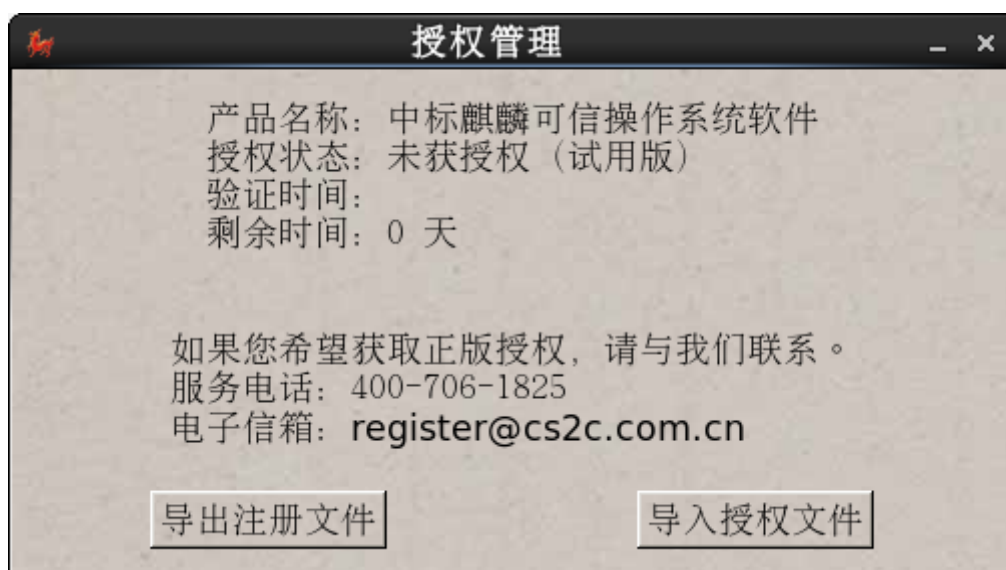 授权管理
产品名称：中标麒麟可信操作系统软件
授权状态：未获授权（试用版）
验证时间：
剩余时间：0 天
如果您希望获取正版授权，请与我们联系。
服务电话：400-706-1825
电子信箱：register@cs2c.com.cn
导出注册文件 导入授权文件